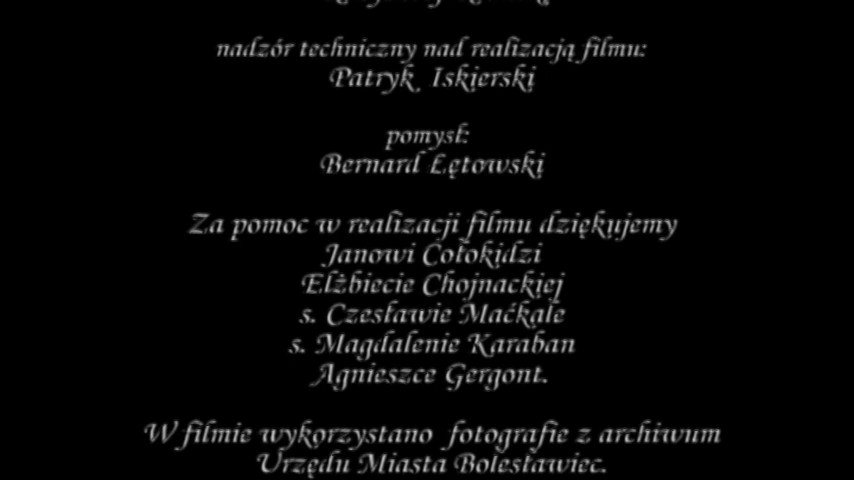 nadzór techniczny nad realizacją filmu:
Patryk Iskierski
pomysł:
Bernard Łętowski
Za pomoc w realizacji filmu dziękujemy
Janowi Cołokidzi
Elżbiecie Chojnackiej
s. Czesławie Maćkale
s. Magdalenie Karaban
Agnieszce Gergont.
W filmie wykorzystano fotografie z archiwum
Urzędu Miasta Bolesławiec.